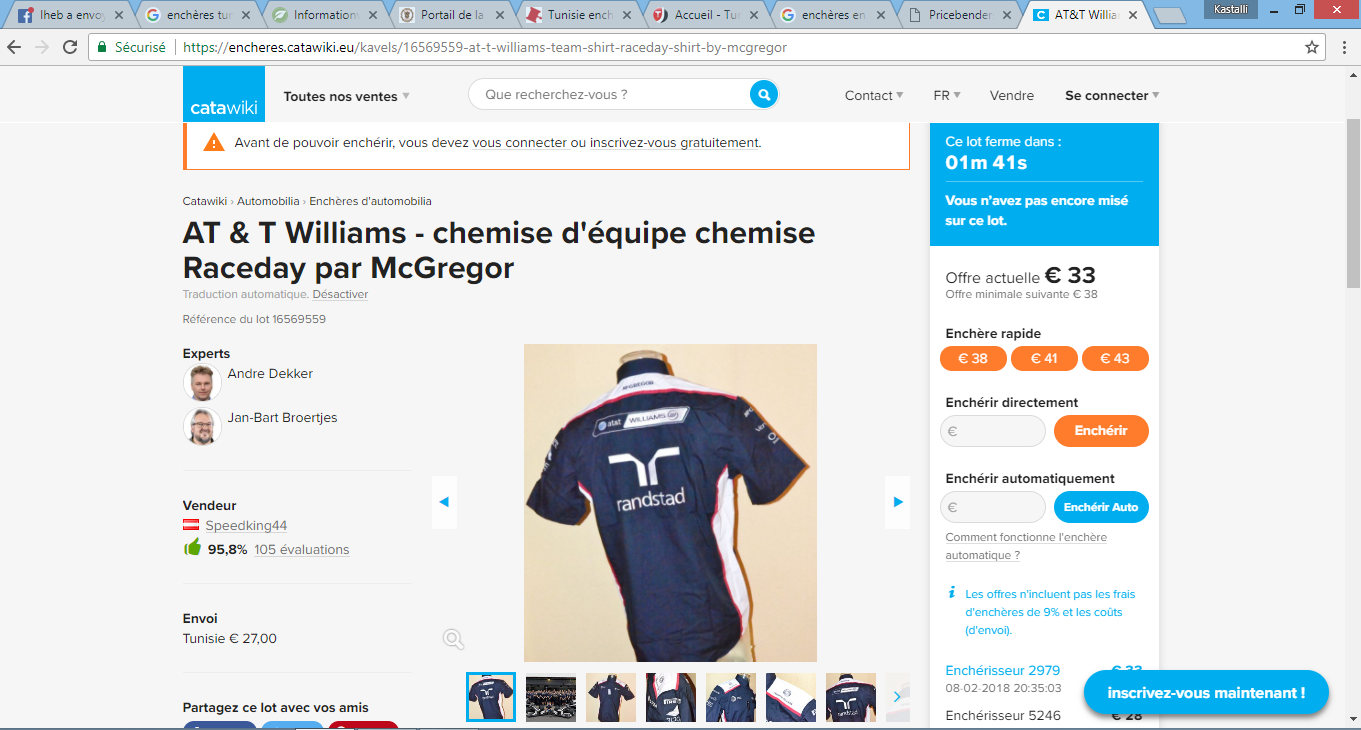 Iheb a envoy
enchères tun
Information
Portail de la
Tunisie ench
Accueil - Tu
enchères en
Pricebender
AT&T Willia
Kastalli
Sécurisé
https://encheres.catawiki.eu/kavels/16569559-at-t-williams-team-shirt-raceday-shirt-by-mcgregor
catawiki
Toutes nos ventes
Que recherchez-vous ?
Contact
FR
Vendre
Se connecter
Avant de pouvoir enchérir, vous devez vous connecter ou inscrivez-vous gratuitement.
Catawiki › Automobilia › Enchères d'automobilia
AT & T Williams - chemise d'équipe chemise
Raceday par McGregor
Traduction automatique. Désactiver
Référence du lot 16569559
Experts
Andre Dekker
Jan-Bart Broertjes
Vendeur
Speedking44
95,8% 105 évaluations
Envoi
Tunisie € 27,00
Partagez ce lot avec vos amis
MCGREGOR
at&t WILLIAMS
randstad
randstad
Ce lot ferme dans :
01m 41s
Vous n'avez pas encore misé
sur ce lot.
Offre actuelle € 33
Offre minimale suivante € 38
Enchère rapide
€ 38
€ 41
€ 43
Enchérir directement
€
Enchérir
Enchérir automatiquement
€
Enchérir Auto
Comment fonctionne l'enchère
automatique ?
Les offres n'incluent pas les frais
d'enchères de 9% et les coûts
(d'envoi).
Enchérisseur 2979 € 33
08-02-2018 20:35:03
Enchérisseur 5246 € 28
inscrivez-vous maintenant !